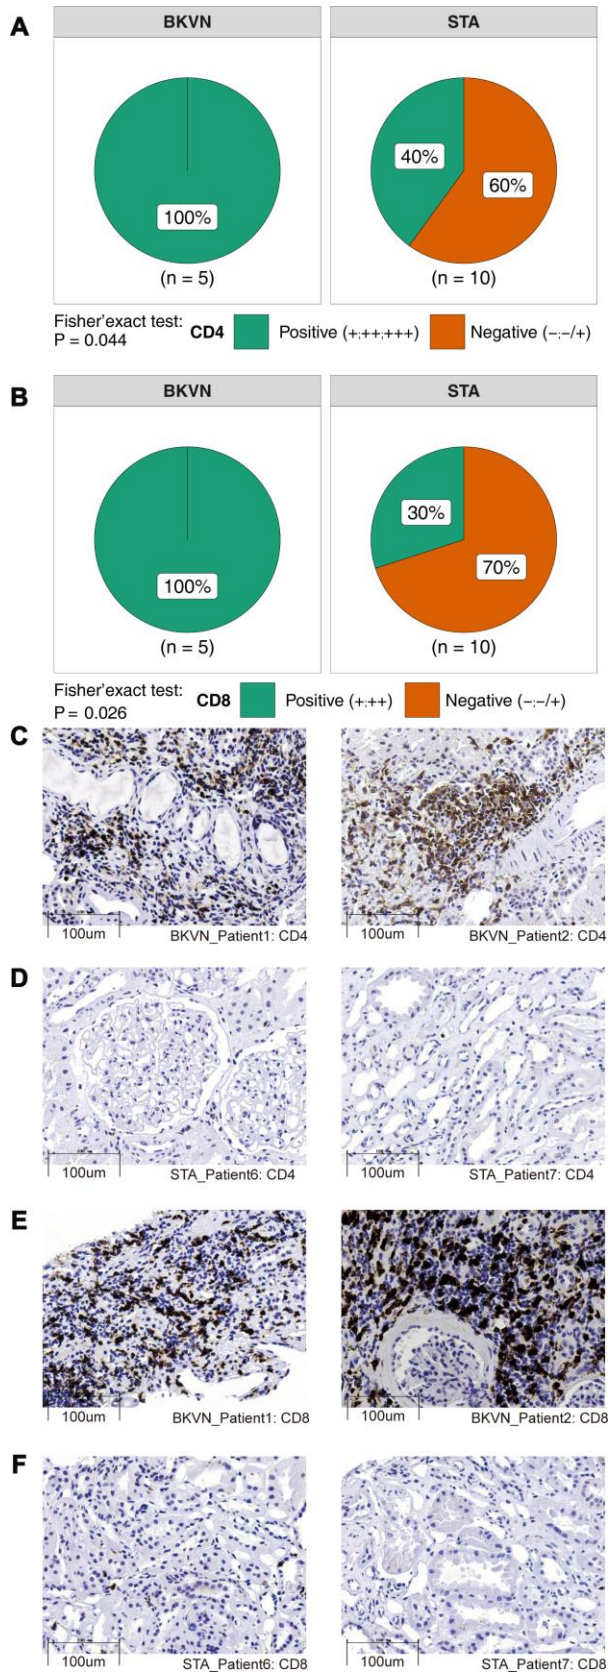 A
BKVN
STA
100%
40%
60%
(n = 5)
(n = 10)
Fisher'exact test:
P = 0.044
CD4
Positive (+;++;+++)
Negative (−;−/+)
B
BKVN
STA
100%
30%
70%
(n = 5)
(n = 10)
Fisher'exact test:
P = 0.026
CD8
Positive (+;++)
Negative (−;−/+)
C
100um
BKVN_Patient1: CD4
100um
BKVN_Patient2: CD4
D
100um
STA_Patient6: CD4
100um
STA_Patient7: CD4
E
100um
BKVN_Patient1: CD8
100um
BKVN_Patient2: CD8
F
100um
STA_Patient6: CD8
100um
STA_Patient7: CD8